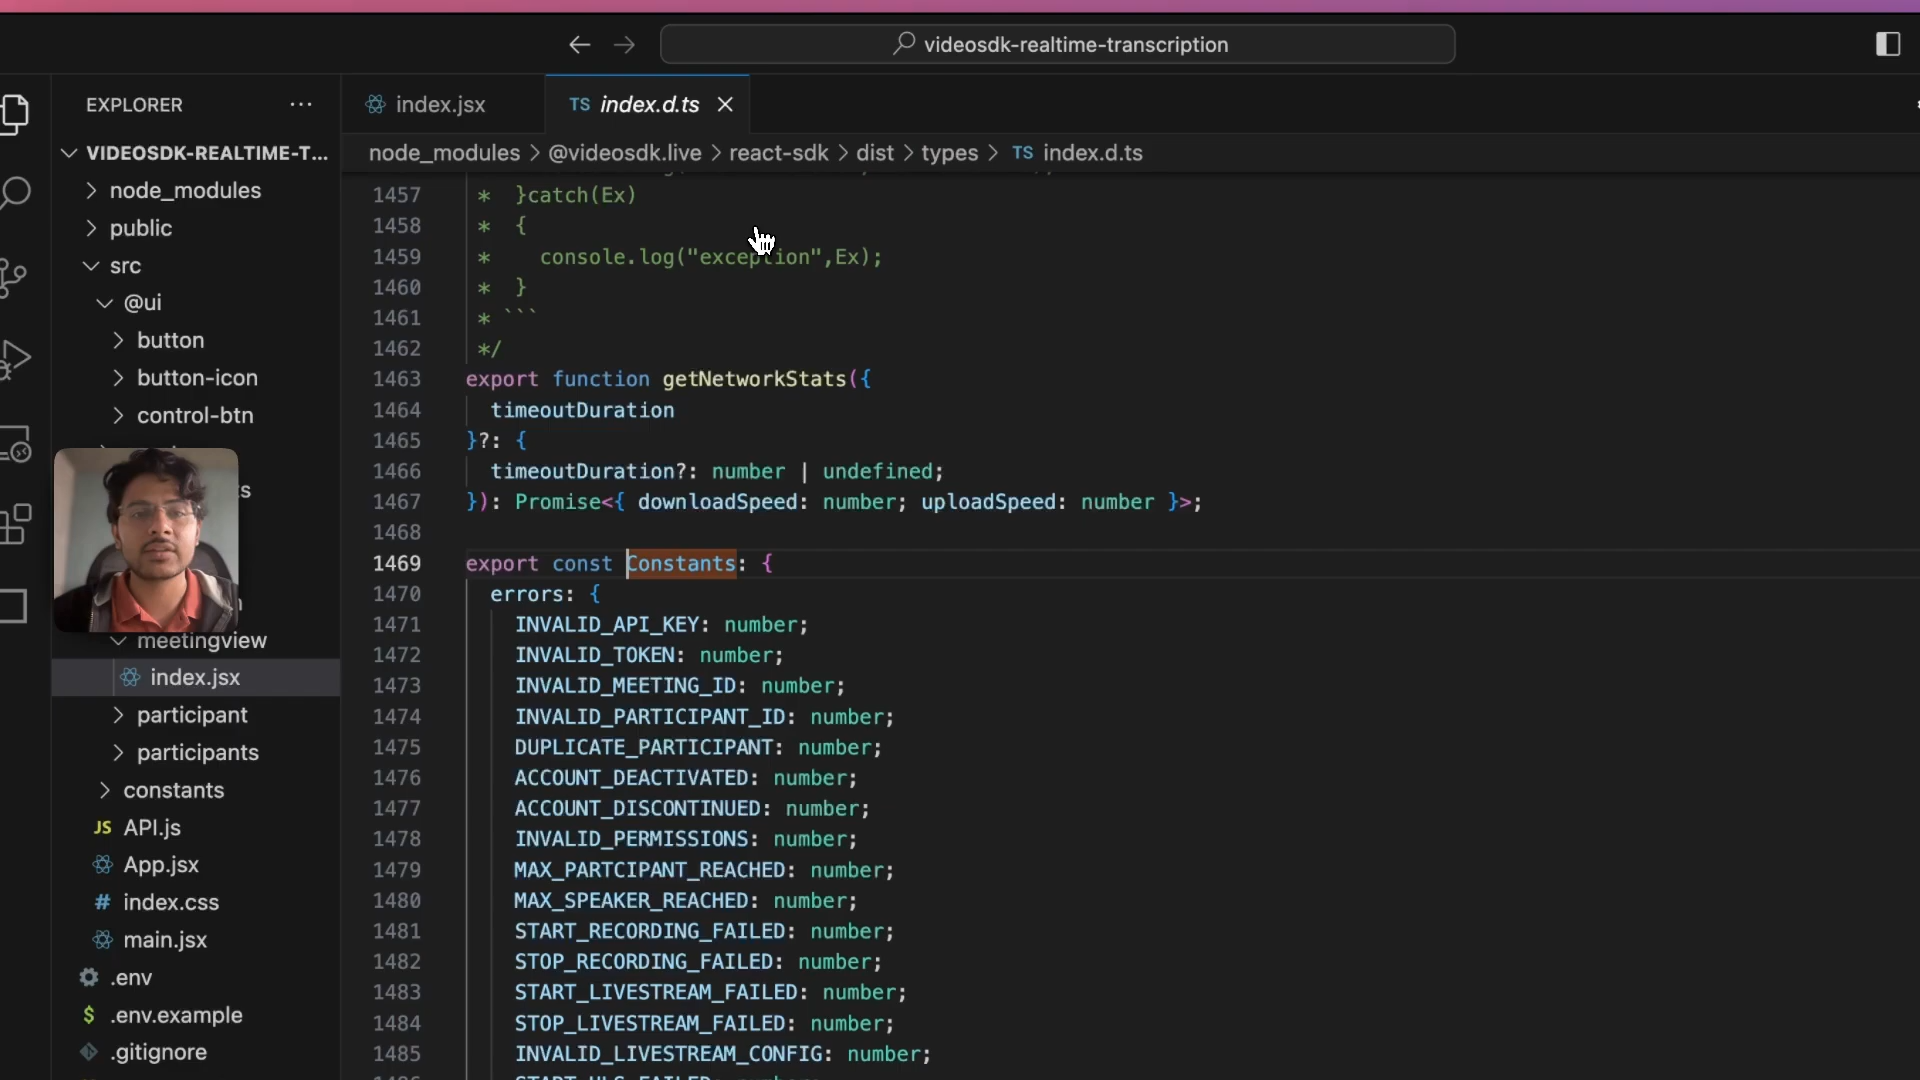 videosdk-realtime-transcription
EXPLORER ...
index.jsx
TS index.d.ts
VIDEOSDK-REALTIME-T...
node_modules > @videosdk.live > react-sdk > dist > types > TS index.d.ts
node_modules
public
src
@ui
button
button-icon
control-btn
meetingview
index.jsx
participant
participants
constants
JS API.js
App.jsx
# index.css
main.jsx
.env
$ .env.example
.gitignore
1457 * }catch(Ex)
1458 * {
1459 * console.log("exception",Ex);
1460 * }
1461 * ```
1462 */
1463 export function getNetworkStats({
1464 timeoutDuration
1465 }?: {
1466 timeoutDuration?: number | undefined;
1467 }): Promise<{ downloadSpeed: number; uploadSpeed: number }>;
1468
1469 export const Constants: {
1470 errors: {
1471 INVALID_API_KEY: number;
1472 INVALID_TOKEN: number;
1473 INVALID_MEETING_ID: number;
1474 INVALID_PARTICIPANT_ID: number;
1475 DUPLICATE_PARTICIPANT: number;
1476 ACCOUNT_DEACTIVATED: number;
1477 ACCOUNT_DISCONTINUED: number;
1478 INVALID_PERMISSIONS: number;
1479 MAX_PARTCIPANT_REACHED: number;
1480 MAX_SPEAKER_REACHED: number;
1481 START_RECORDING_FAILED: number;
1482 STOP_RECORDING_FAILED: number;
1483 START_LIVESTREAM_FAILED: number;
1484 STOP_LIVESTREAM_FAILED: number;
1485 INVALID_LIVESTREAM_CONFIG: number;